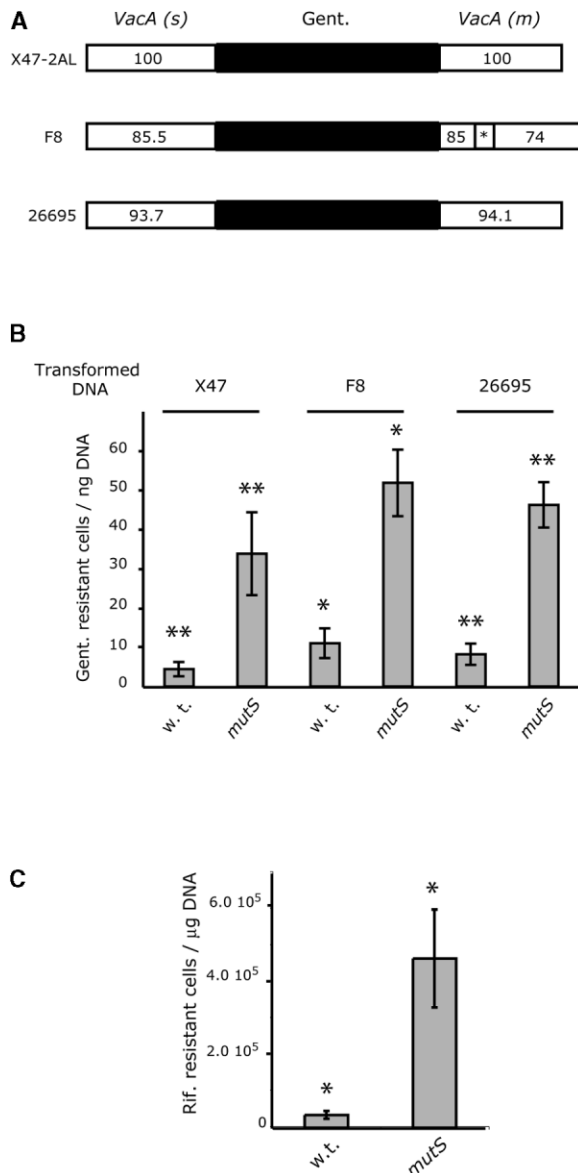 A
VacA (s) Gent. VacA (m)
X47-2AL 100 100
F8 85.5 85 * 74
26695 93.7 94.1
B
Transformed DNA X47 F8 26695
Gent. resistant cells / ng DNA
60
50
40
30
20
10
0
** ** * * ** **
w. t. mutS w. t. mutS w. t. mutS
C
Rif. resistant cells / μg DNA
6.0 10⁵
4.0 10⁵
2.0 10⁵
0
* *
w.t. mutS